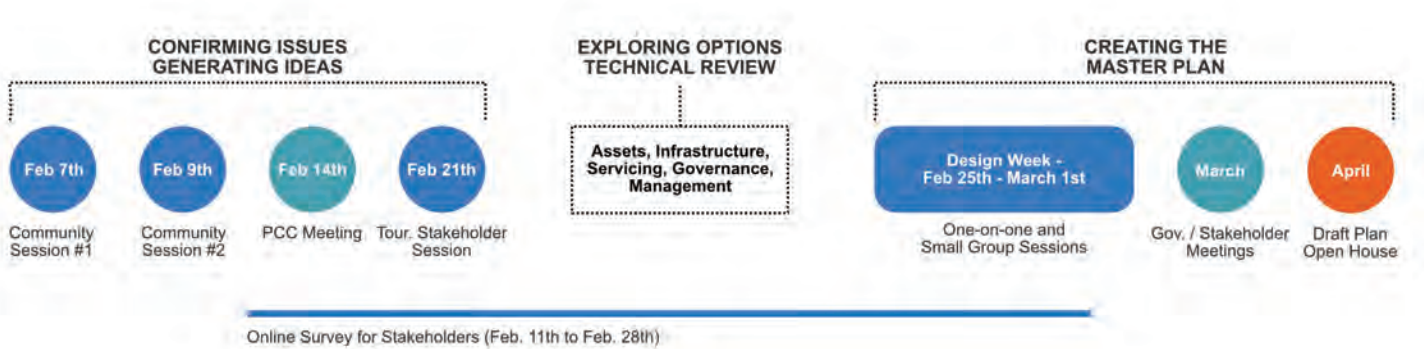 CONFIRMING ISSUES
GENERATING IDEAS
Feb 7th
Community
Session #1
Feb 9th
Community
Session #2
Feb 14th
PCC Meeting
Feb 21th
Tour. Stakeholder
Session
EXPLORING OPTIONS
TECHNICAL REVIEW
Assets, Infrastructure,
Servicing, Governance,
Management
CREATING THE
MASTER PLAN
Design Week -
Feb 25th - March 1st
One-on-one and
Small Group Sessions
March
Gov. / Stakeholder
Meetings
April
Draft Plan
Open House
Online Survey for Stakeholders (Feb. 11th to Feb. 28th)